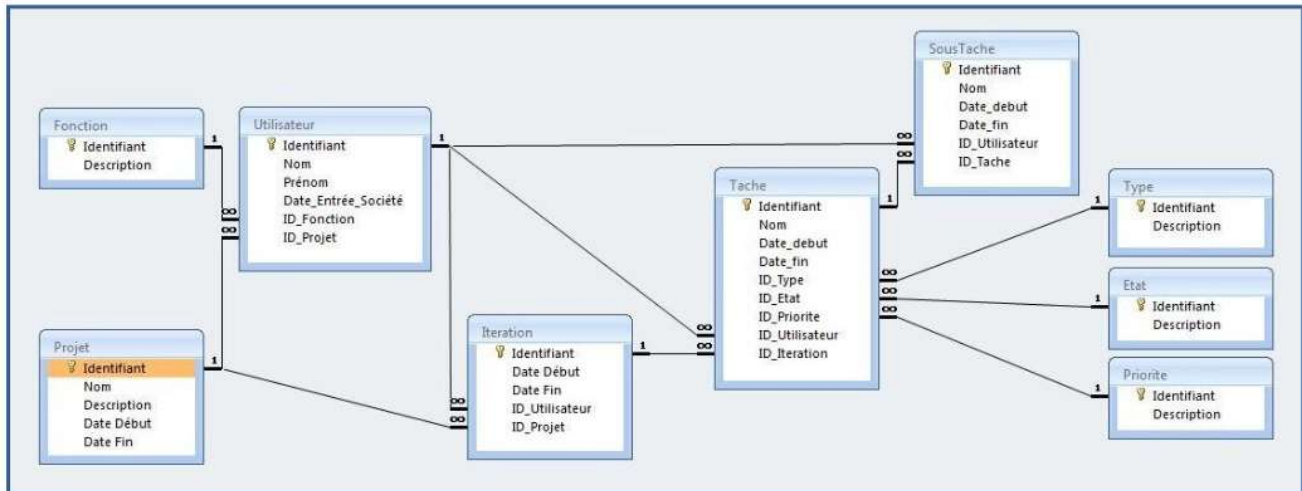 Fonction
Identifiant
Description
Utilisateur
Identifiant
Nom
Prénom
Date_Entrée_Société
ID_Fonction
ID_Projet
Projet
Identifiant
Nom
Description
Date Début
Date Fin
Iteration
Identifiant
Date Début
Date Fin
ID_Utilisateur
ID_Projet
Tache
Identifiant
Nom
Date_debut
Date_fin
ID_Type
ID_Etat
ID_Priorite
ID_Utilisateur
ID_Iteration
SousTache
Identifiant
Nom
Date_debut
Date_fin
ID_Utilisateur
ID_Tache
Type
Identifiant
Description
Etat
Identifiant
Description
Priorite
Identifiant
Description
1
∞
∞
1
1
∞
∞
1
∞
∞
1
∞
∞
∞
∞
∞
1
1
1